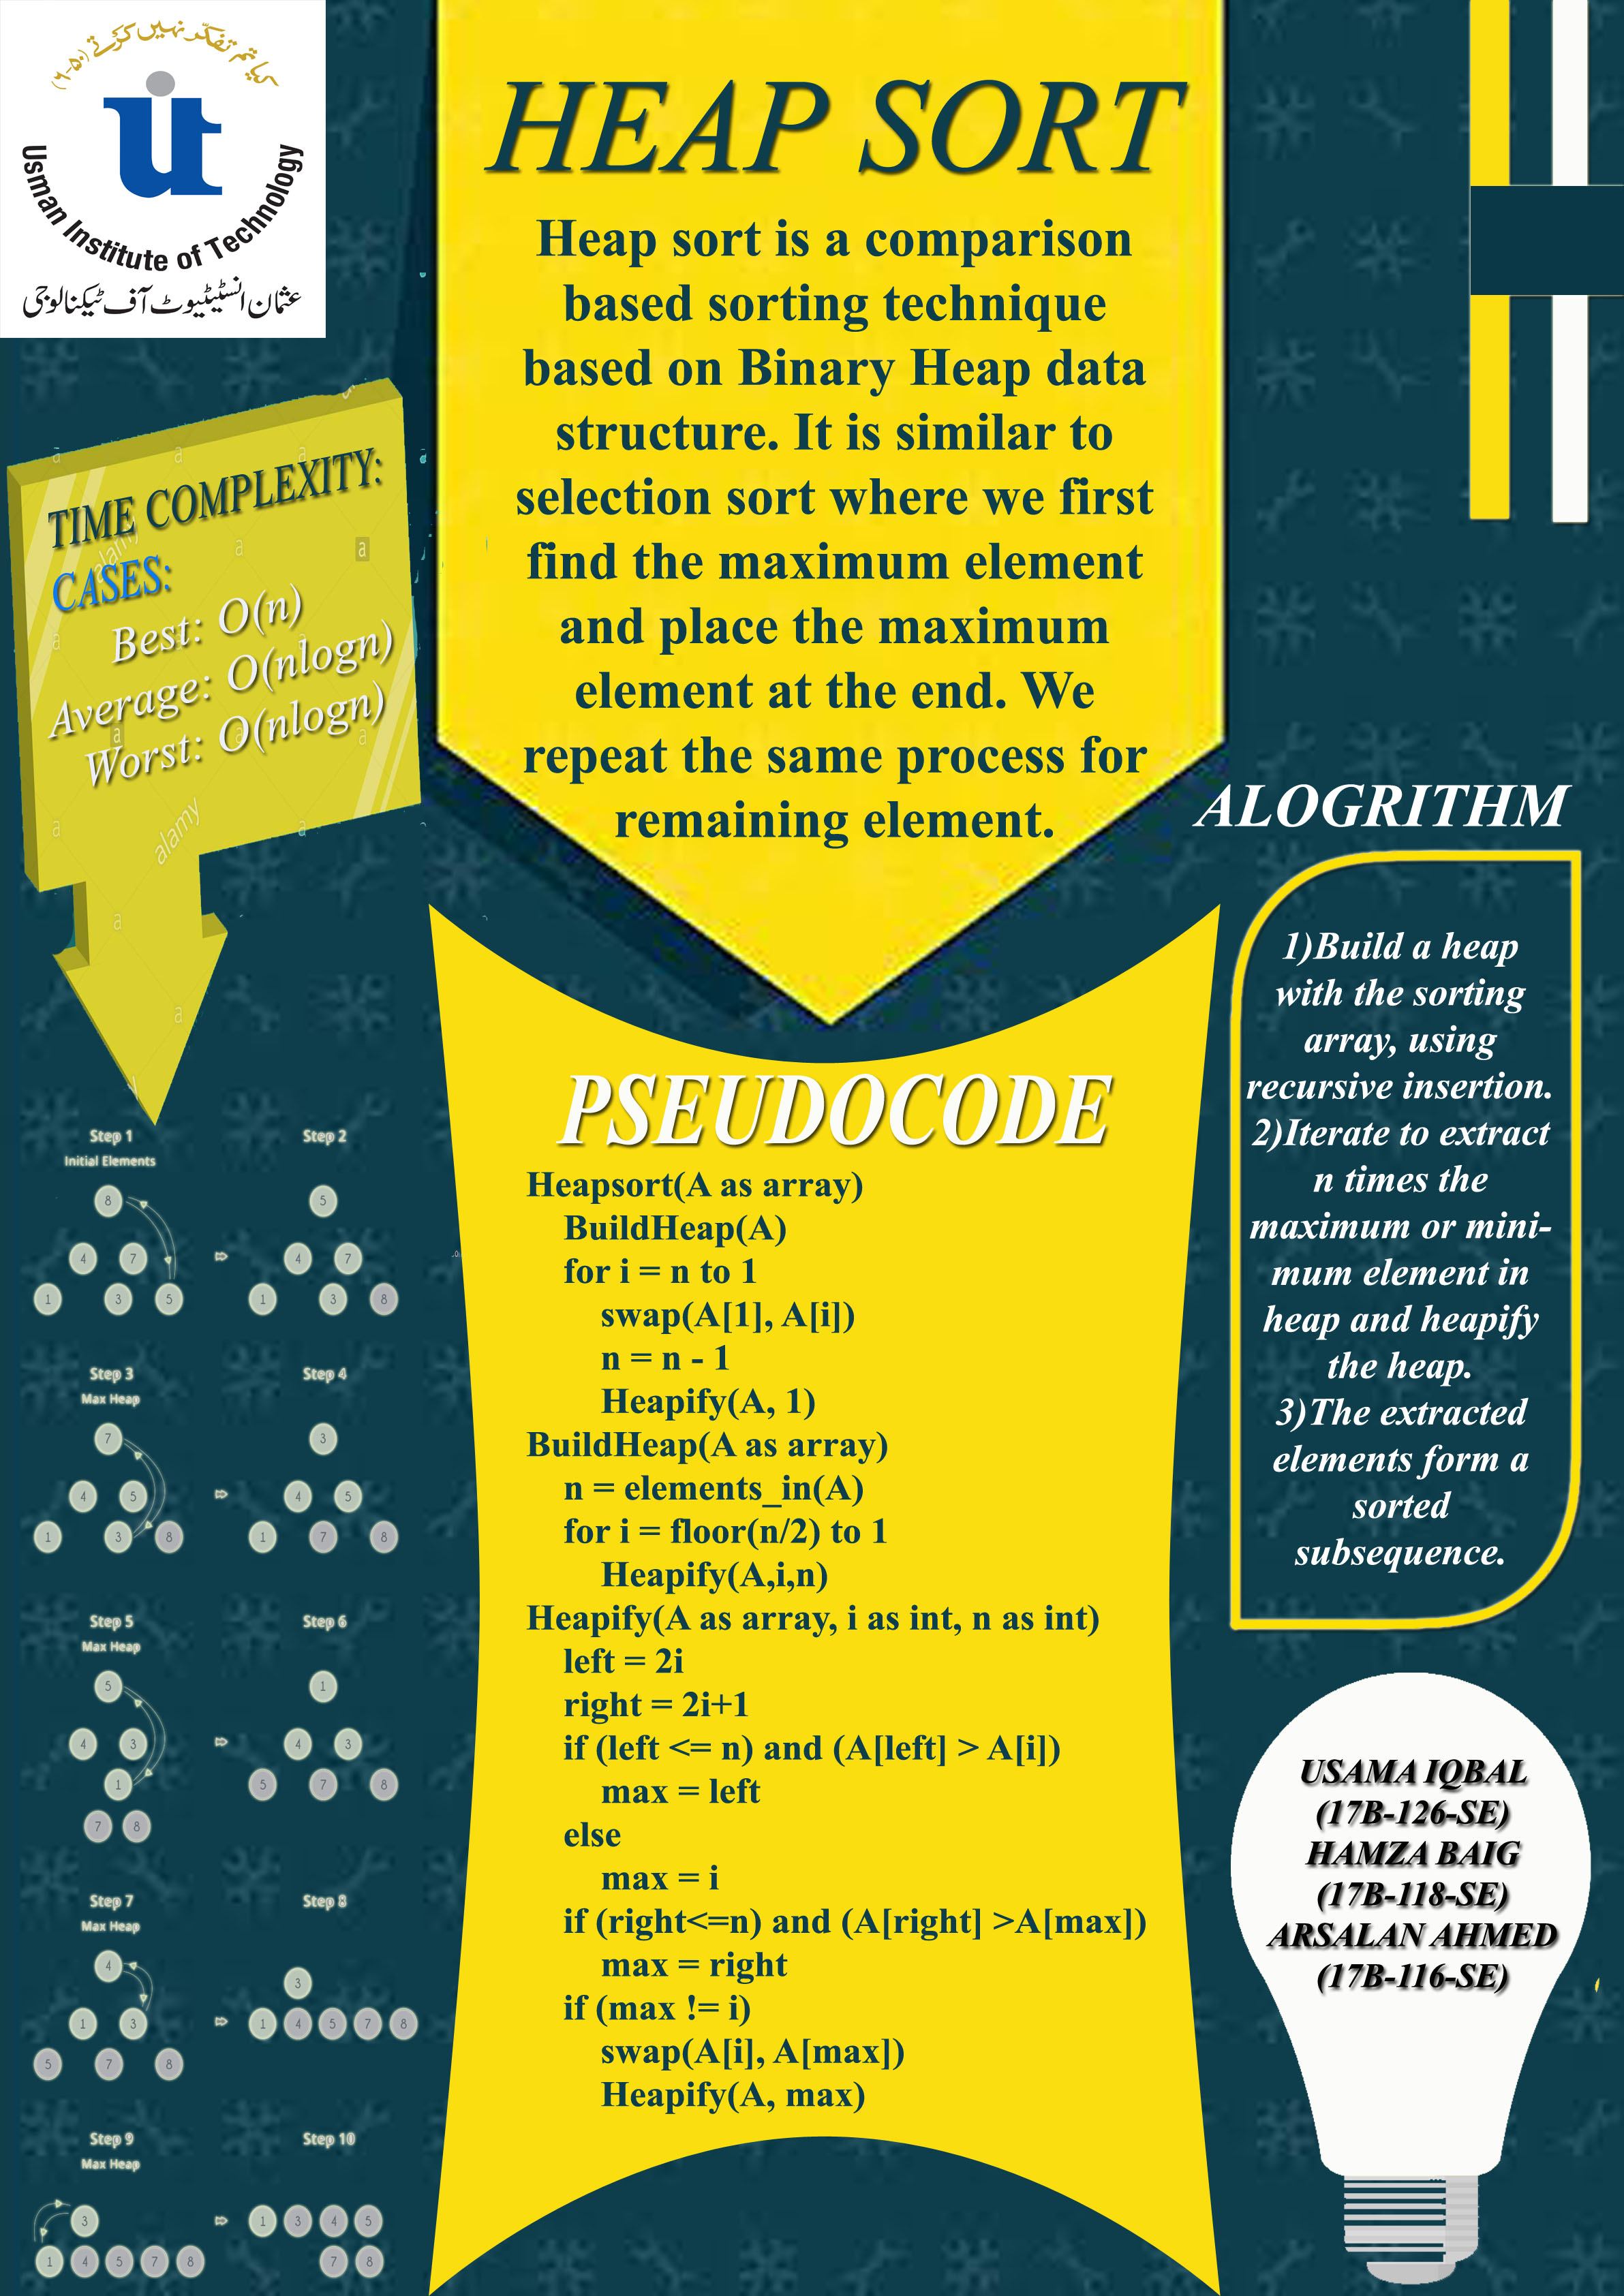 کیا تم تفکّر نہیں کرتے (۵۰-۶)
Usman Institute of Technology
عثمان انسٹیٹیوٹ آف ٹیکنالوجی
HEAP SORT
Heap sort is a comparison
based sorting technique
based on Binary Heap data
structure. It is similar to
selection sort where we first
find the maximum element
and place the maximum
element at the end. We
repeat the same process for
remaining element.
TIME COMPLEXITY:
CASES:
Best: O(n)
Average: O(nlogn)
Worst: O(nlogn)
alamy
Step 1
Initial Elements
8
4 7
1 3 5
Step 2
5
4 7
1 3 8
Step 3
Max Heap
7
4 5
1 3 8
Step 4
3
4 5
1 7 8
Step 5
Max Heap
5
4 3
1
7 8
Step 6
1
4 3
5 7 8
Step 7
Max Heap
4
1 3
5 7 8
Step 8
3
1 4 5 7 8
Step 9
Max Heap
3
1 4 5 7 8
Step 10
1 3 4 5
7 8
PSEUDOCODE
Heapsort(A as array)
BuildHeap(A)
for i = n to 1
swap(A[1], A[i])
n = n - 1
Heapify(A, 1)
BuildHeap(A as array)
n = elements_in(A)
for i = floor(n/2) to 1
Heapify(A,i,n)
Heapify(A as array, i as int, n as int)
left = 2i
right = 2i+1
if (left <= n) and (A[left] > A[i])
max = left
else
max = i
if (right<=n) and (A[right] >A[max])
max = right
if (max != i)
swap(A[i], A[max])
Heapify(A, max)
ALOGRITHM
1)Build a heap
with the sorting
array, using
recursive insertion.
2)Iterate to extract
n times the
maximum or mini-
mum element in
heap and heapify
the heap.
3)The extracted
elements form a
sorted
subsequence.
USAMA IQBAL
(17B-126-SE)
HAMZA BAIG
(17B-118-SE)
ARSALAN AHMED
(17B-116-SE)